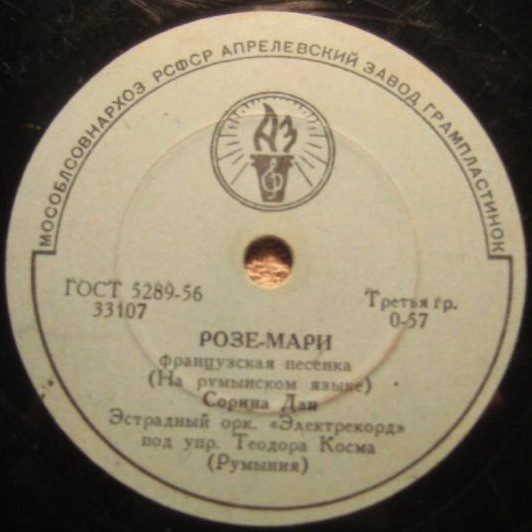 МОСОБЛСОВНАРХОЗ РСФСР АПРЕЛЕВСКИЙ ЗАВОД ГРАМПЛАСТИНОК
АЗ
ГОСТ 5289-56
33107
Третья гр.
0-57
РОЗЕ-МАРИ
Французская песенка
(На румынском языке)
Сорина Дан
Эстрадный орк. «Электрекорд»
под упр. Теодора Косма
(Румыния)